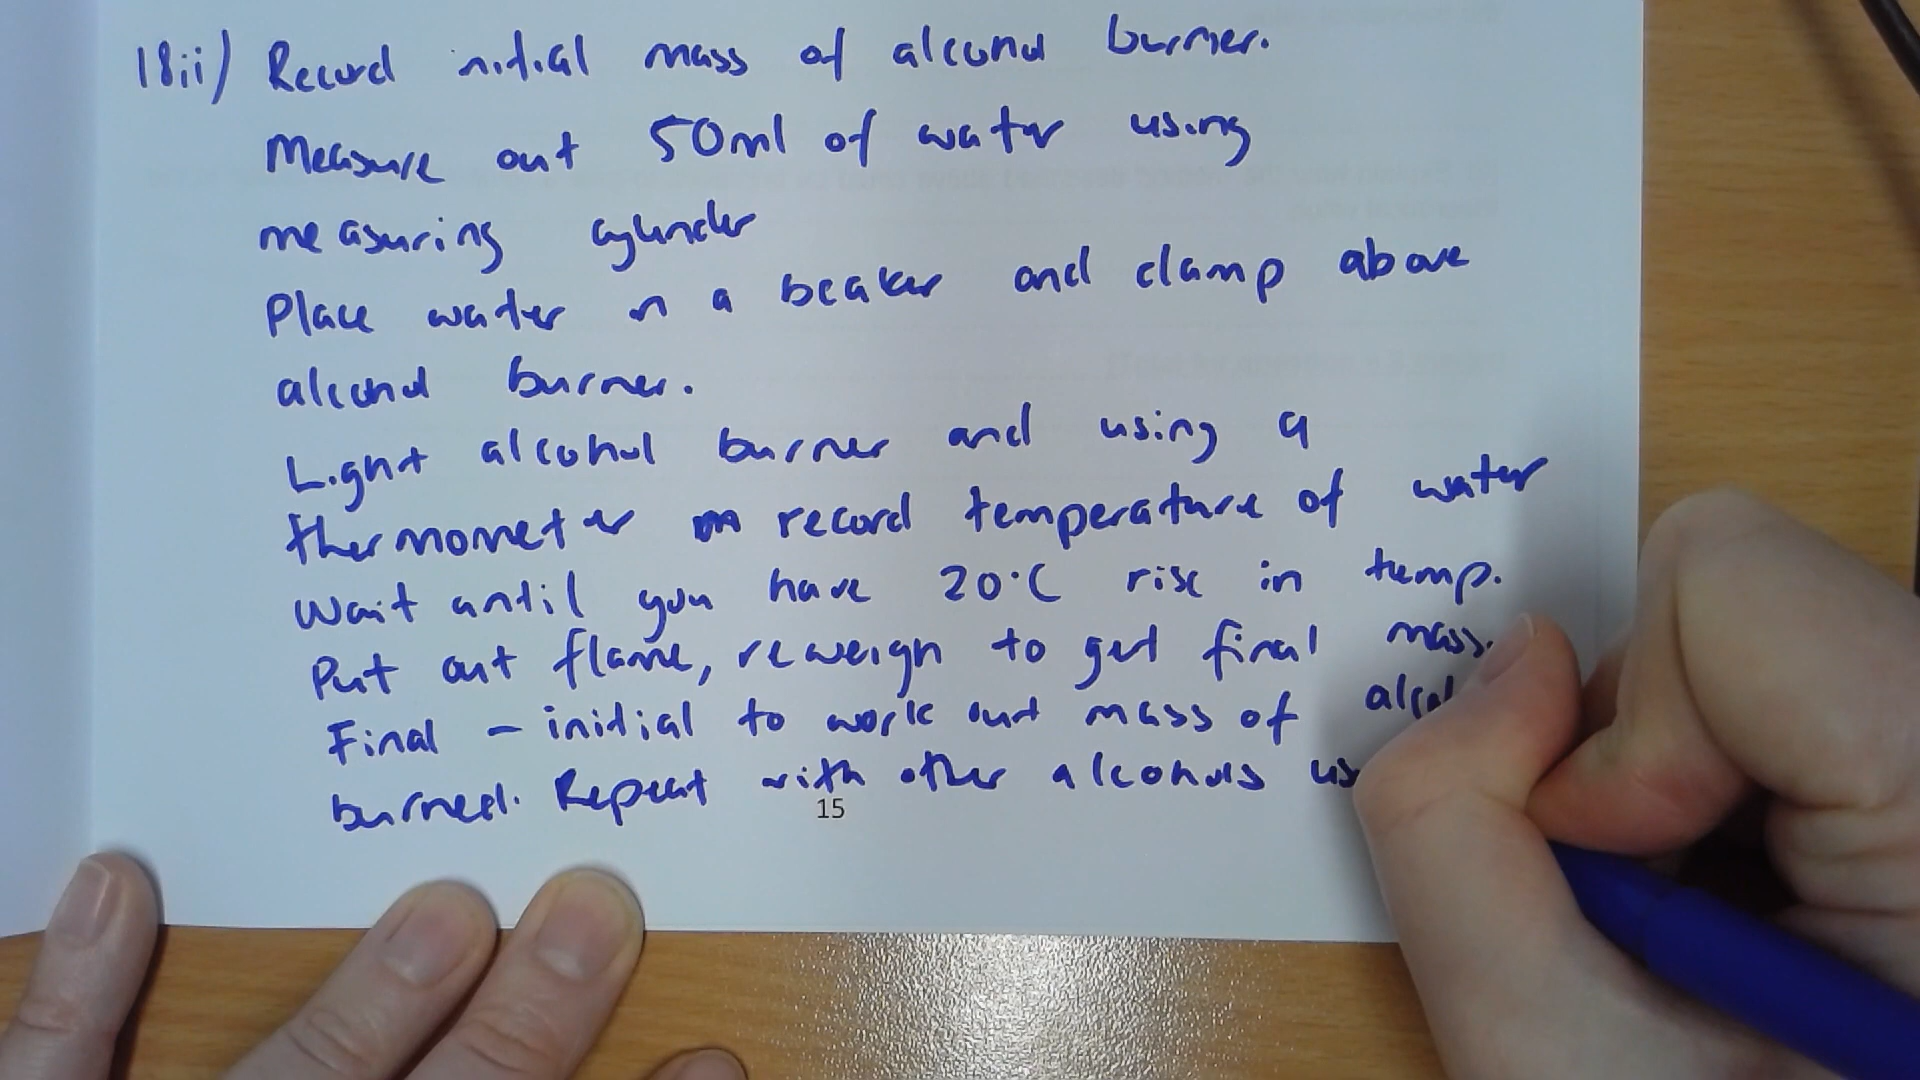 18ii) Record initial mass of alcohol burner.
Measure out 50ml of water using
measuring cylinder
Place water in a beaker and clamp above
alcohol burner.
Light alcohol burner and using a
thermometer record temperature of water
Wait until you have 20°C rise in temp.
Put out flame, reweigh to get final mass.
Final - initial to work out mass of
burned. Repeat with other alcohols
15